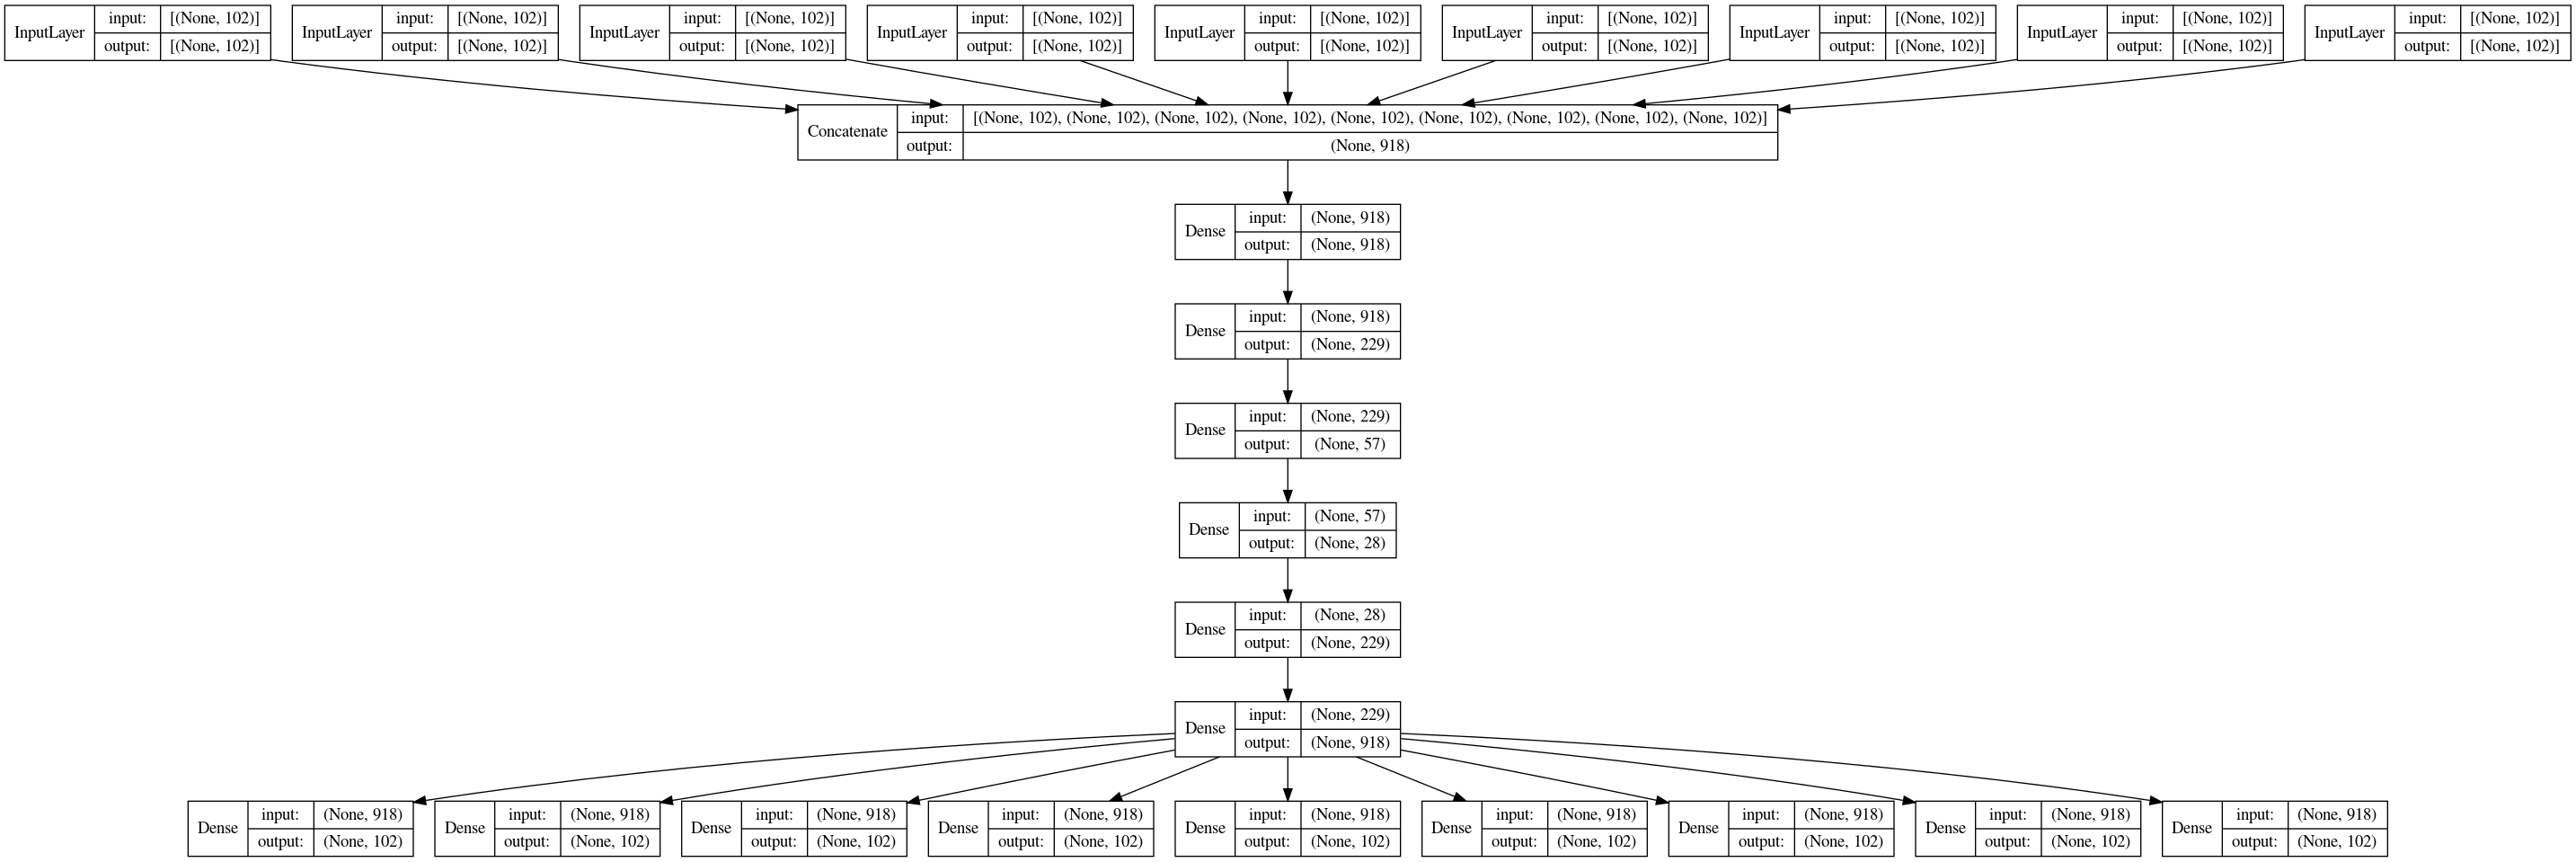 InputLayer input: [(None, 102)] output: [(None, 102)]
InputLayer input: [(None, 102)] output: [(None, 102)]
InputLayer input: [(None, 102)] output: [(None, 102)]
InputLayer input: [(None, 102)] output: [(None, 102)]
InputLayer input: [(None, 102)] output: [(None, 102)]
InputLayer input: [(None, 102)] output: [(None, 102)]
InputLayer input: [(None, 102)] output: [(None, 102)]
InputLayer input: [(None, 102)] output: [(None, 102)]
InputLayer input: [(None, 102)] output: [(None, 102)]
Concatenate input: [(None, 102), (None, 102), (None, 102), (None, 102), (None, 102), (None, 102), (None, 102), (None, 102), (None, 102)] output: (None, 918)
Dense input: (None, 918) output: (None, 918)
Dense input: (None, 918) output: (None, 229)
Dense input: (None, 229) output: (None, 57)
Dense input: (None, 57) output: (None, 28)
Dense input: (None, 28) output: (None, 229)
Dense input: (None, 229) output: (None, 918)
Dense input: (None, 918) output: (None, 102)
Dense input: (None, 918) output: (None, 102)
Dense input: (None, 918) output: (None, 102)
Dense input: (None, 918) output: (None, 102)
Dense input: (None, 918) output: (None, 102)
Dense input: (None, 918) output: (None, 102)
Dense input: (None, 918) output: (None, 102)
Dense input: (None, 918) output: (None, 102)
Dense input: (None, 918) output: (None, 102)